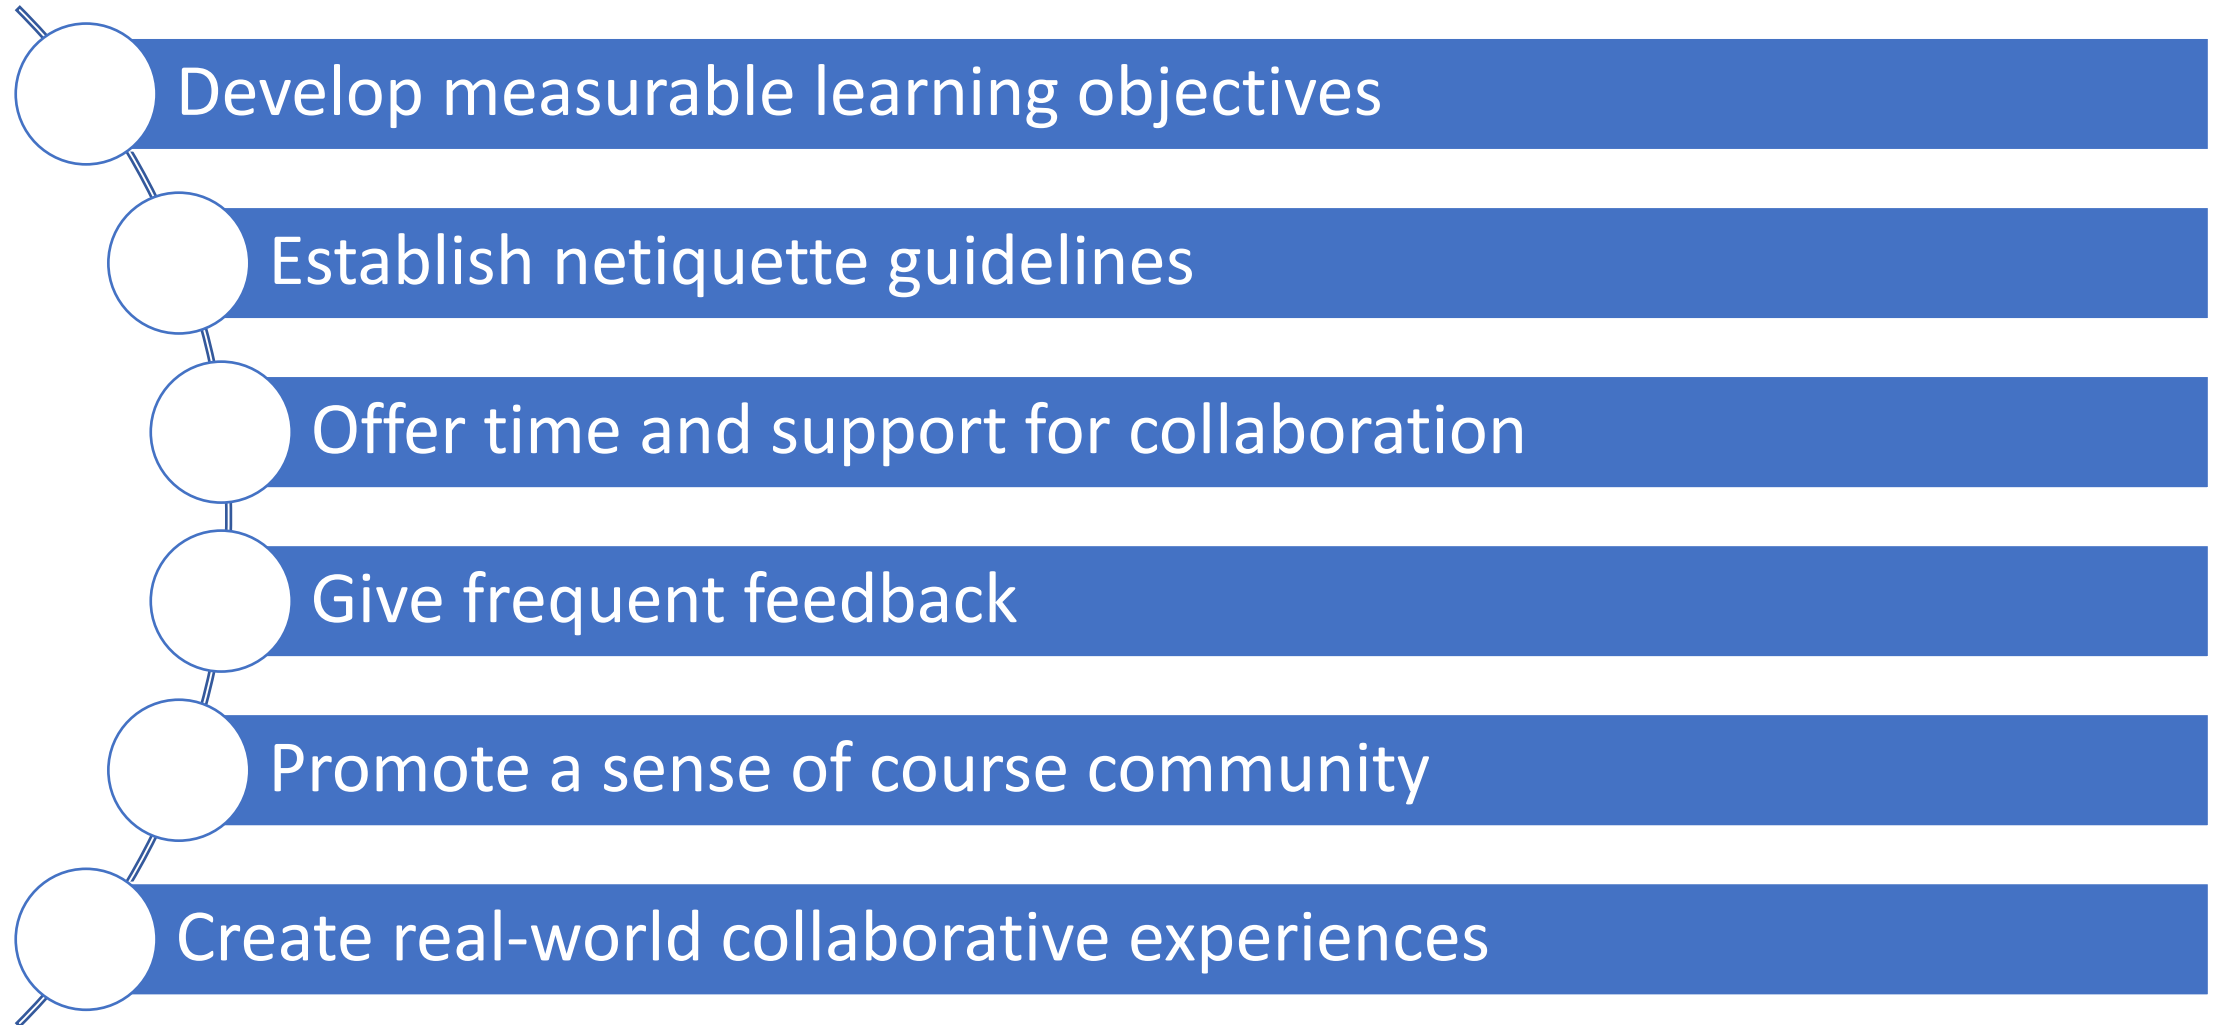 Develop measurable learning objectives
Establish netiquette guidelines
Offer time and support for collaboration
Give frequent feedback
Promote a sense of course community
Create real-world collaborative experiences